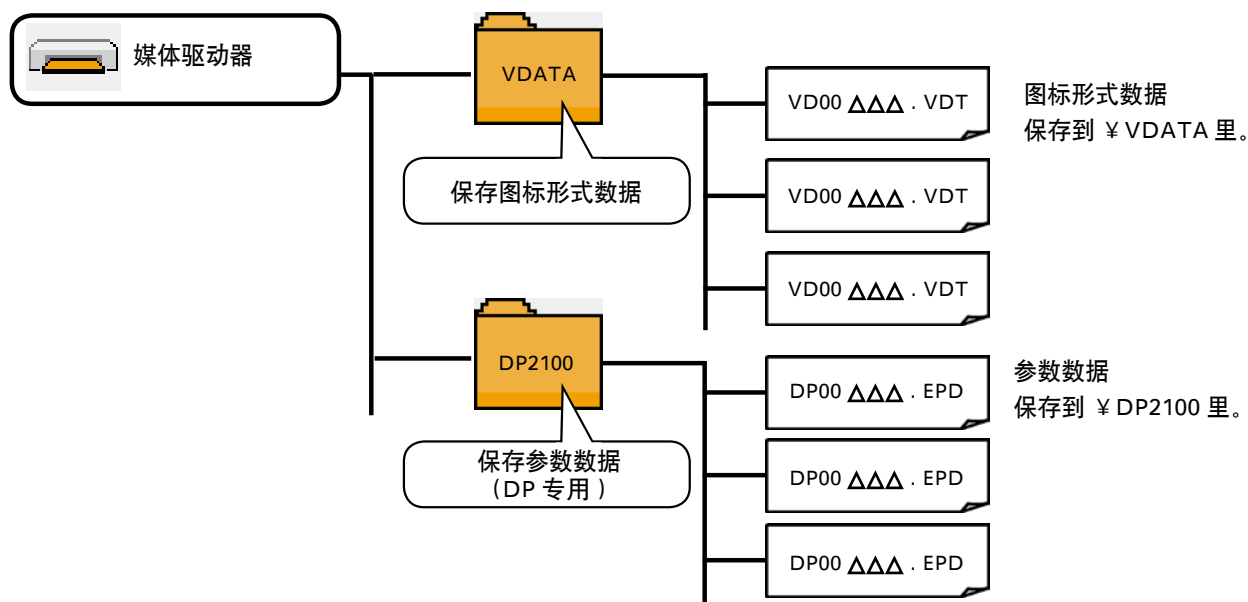 媒体驱动器
VDATA
保存图标形式数据
VD00 △△△ . VDT
VD00 △△△ . VDT
VD00 △△△ . VDT
图标形式数据
保存到 ¥ VDATA 里。
DP2100
保存参数数据
(DP 专用 )
DP00 △△△ . EPD
DP00 △△△ . EPD
DP00 △△△ . EPD
参数数据
保存到 ¥ DP2100 里。